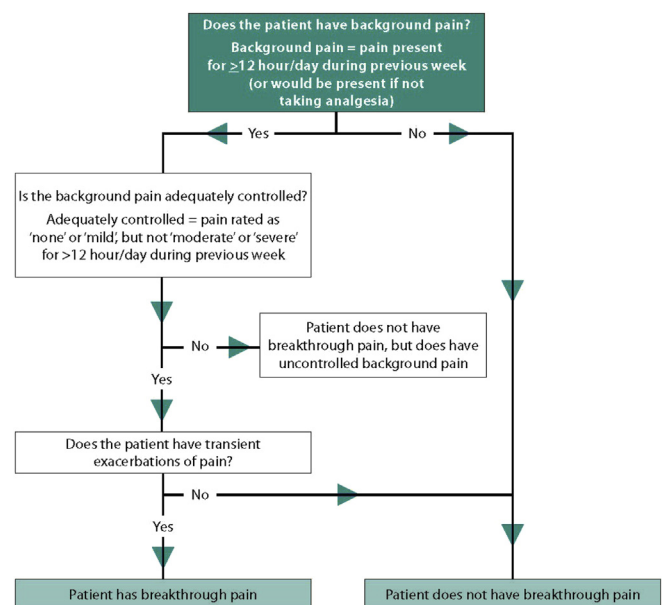 Does the patient have background pain?
Background pain = pain present
for ≥12 hour/day during previous week
(or would be present if not
taking analgesia)
Yes
No
Is the background pain adequately controlled?
Adequately controlled = pain rated as
‘none’ or ‘mild’, but not ‘moderate’ or ‘severe’
for >12 hour/day during previous week
No
Patient does not have
breakthrough pain, but does have
uncontrolled background pain
Yes
Does the patient have transient
exacerbations of pain?
No
Yes
Patient has breakthrough pain
Patient does not have breakthrough pain